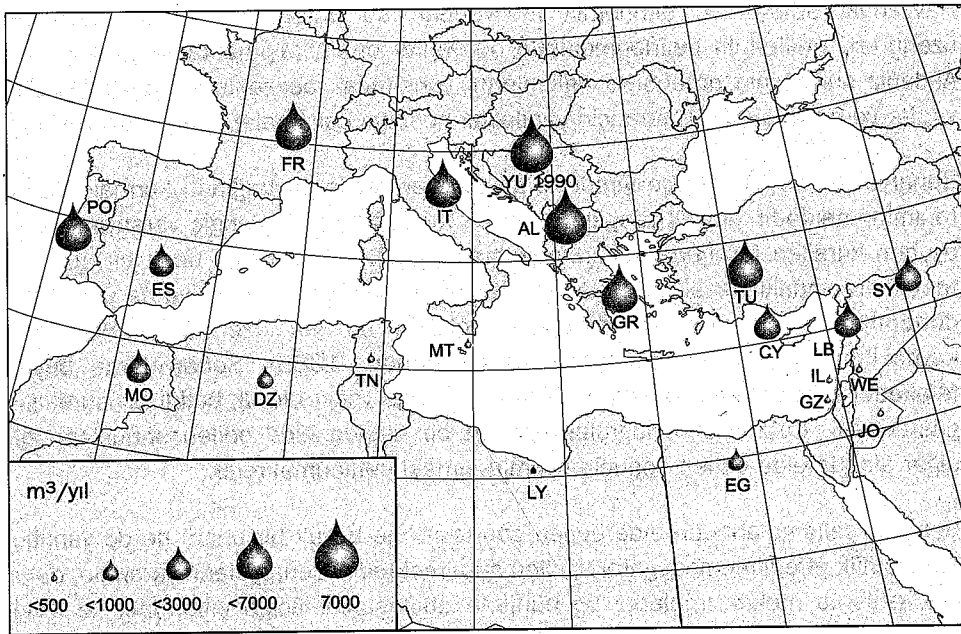 FR
YU 1990
IT
PO
AL
ES
TU
SY
GR
CY
LB
MT
TN
IL
WE
MO
DZ
GZ
JO
LY
EG
m³/yıl
<500 <1000 <3000 <7000 7000